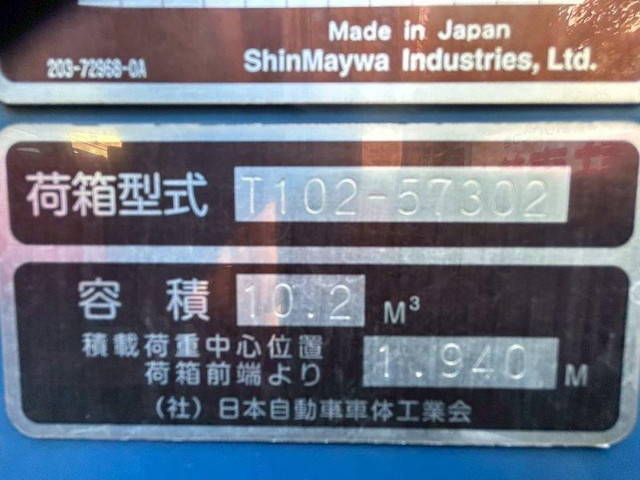 Made in Japan
203-72968-0A
ShinMaywa Industries, Ltd.
荷箱型式 T102-57302
容積 10.2 M³
積載荷重中心位置
荷箱前端より 1.940 M
(社)日本自動車車体工業会